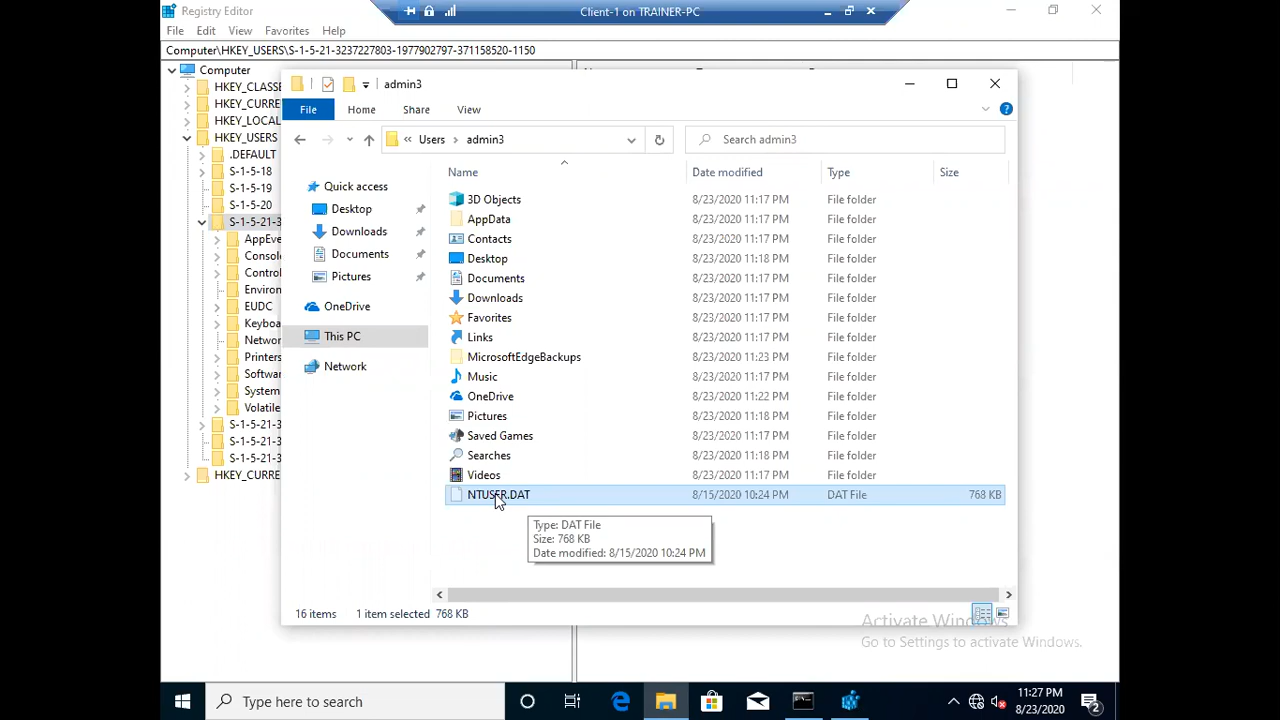 Registry Editor
Client-1 on TRAINER-PC
File Edit View Favorites Help
Computer\HKEY_USERS\S-1-5-21-3237227803-1977902797-371158520-1150
Computer
HKEY_CLASSE
HKEY_CURRE
HKEY_LOCAL
HKEY_USERS
.DEFAULT
S-1-5-18
S-1-5-19
S-1-5-20
S-1-5-21-3
AppEve
Consol
Control
Environ
EUDC
Keyboa
Networ
Printers
Softwar
System
Volatile
S-1-5-21-3
S-1-5-21-3
S-1-5-21-3
HKEY_CURRE
admin3
File Home Share View
« Users > admin3
Search admin3
Quick access
Desktop
Downloads
Documents
Pictures
OneDrive
This PC
Network
Name Date modified Type Size
3D Objects 8/23/2020 11:17 PM File folder
AppData 8/23/2020 11:17 PM File folder
Contacts 8/23/2020 11:17 PM File folder
Desktop 8/23/2020 11:18 PM File folder
Documents 8/23/2020 11:17 PM File folder
Downloads 8/23/2020 11:17 PM File folder
Favorites 8/23/2020 11:17 PM File folder
Links 8/23/2020 11:17 PM File folder
MicrosoftEdgeBackups 8/23/2020 11:23 PM File folder
Music 8/23/2020 11:17 PM File folder
OneDrive 8/23/2020 11:22 PM File folder
Pictures 8/23/2020 11:18 PM File folder
Saved Games 8/23/2020 11:17 PM File folder
Searches 8/23/2020 11:18 PM File folder
Videos 8/23/2020 11:17 PM File folder
NTUSER.DAT 8/15/2020 10:24 PM DAT File 768 KB
Type: DAT File
Size: 768 KB
Date modified: 8/15/2020 10:24 PM
16 items 1 item selected 768 KB
Activate Windows
Go to Settings to activate Windows.
Type here to search
11:27 PM
8/23/2020
2